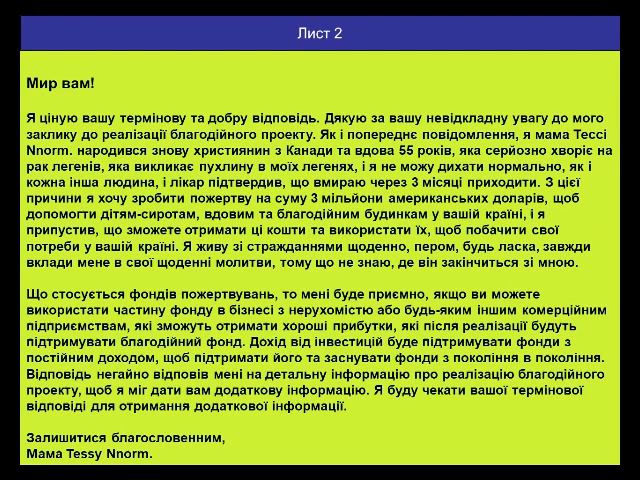 Лист 2
Мир вам!
Я ціную вашу термінову та добру відповідь. Дякую за вашу невідкладну увагу до мого
заклику до реалізації благодійного проекту. Як і попереднє повідомлення, я мама Тессі
Nnorm. народився знову християнин з Канади та вдова 55 років, яка серйозно хворіє на
рак легенів, яка викликає пухлину в моїх легенях, і я не можу дихати нормально, як і
кожна інша людина, і лікар підтвердив, що вмираю через 3 місяці приходити. З цієї
причини я хочу зробити пожертву на суму 3 мільйони американських доларів, щоб
допомогти дітям-сиротам, вдовим та благодійним будинкам у вашій країні, і я
припустив, що зможете отримати ці кошти та використати їх, щоб побачити свої
потреби у вашій країні. Я живу зі стражданнями щоденно, пером, будь ласка, завжди
вклади мене в свої щоденні молитви, тому що не знаю, де він закінчиться зі мною.
Що стосується фондів пожертвувань, то мені буде приємно, якщо ви можете
використати частину фонду в бізнесі з нерухомістю або будь-яким іншим комерційним
підприємствам, які зможуть отримати хороші прибутки, які після реалізації будуть
підтримувати благодійний фонд. Дохід від інвестицій буде підтримувати фонди з
постійним доходом, щоб підтримати його та заснувати фонди з покоління в покоління.
Відповідь негайно відповів мені на детальну інформацію про реалізацію благодійного
проекту, щоб я міг дати вам додаткову інформацію. Я буду чекати вашої термінової
відповіді для отримання додаткової інформації.
Залишитися благословенним,
Мама Tessy Nnorm.